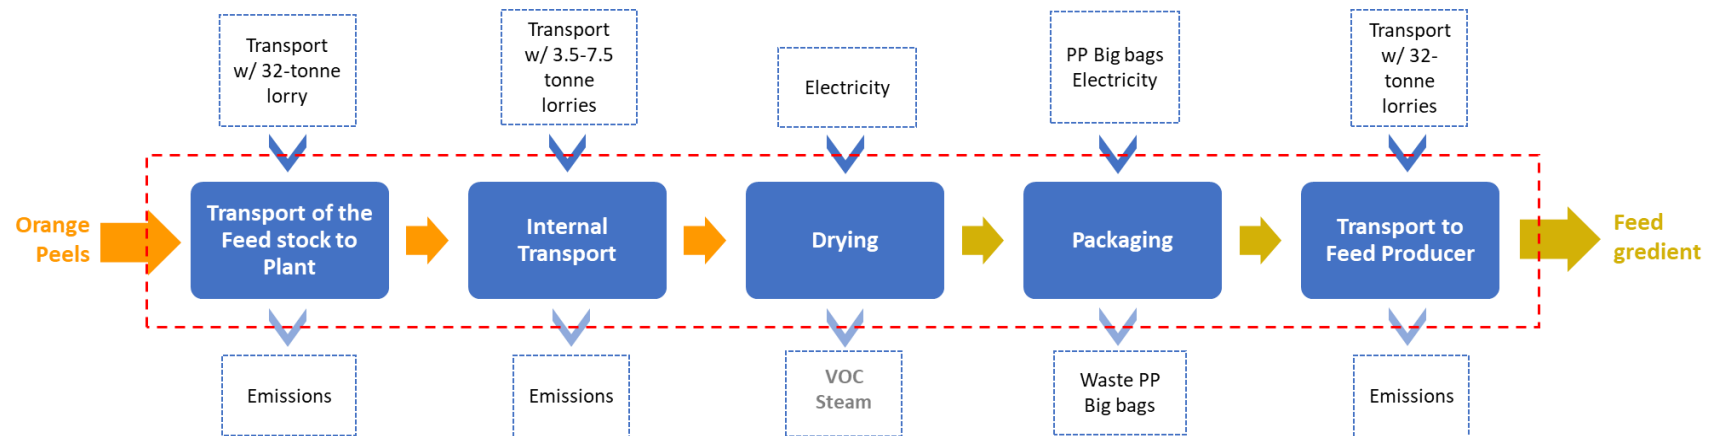 Transport
w/ 32-tonne
lorry
Transport
w/ 3.5-7.5
tonne
lorries
Electricity
PP Big bags
Electricity
Transport
w/ 32-
tonne
lorries
Orange
Peels
Transport of the
Feed stock to
Plant
Internal
Transport
Drying
Packaging
Transport to
Feed Producer
Feed
gredient
Emissions
Emissions
VOC
Steam
Waste PP
Big bags
Emissions